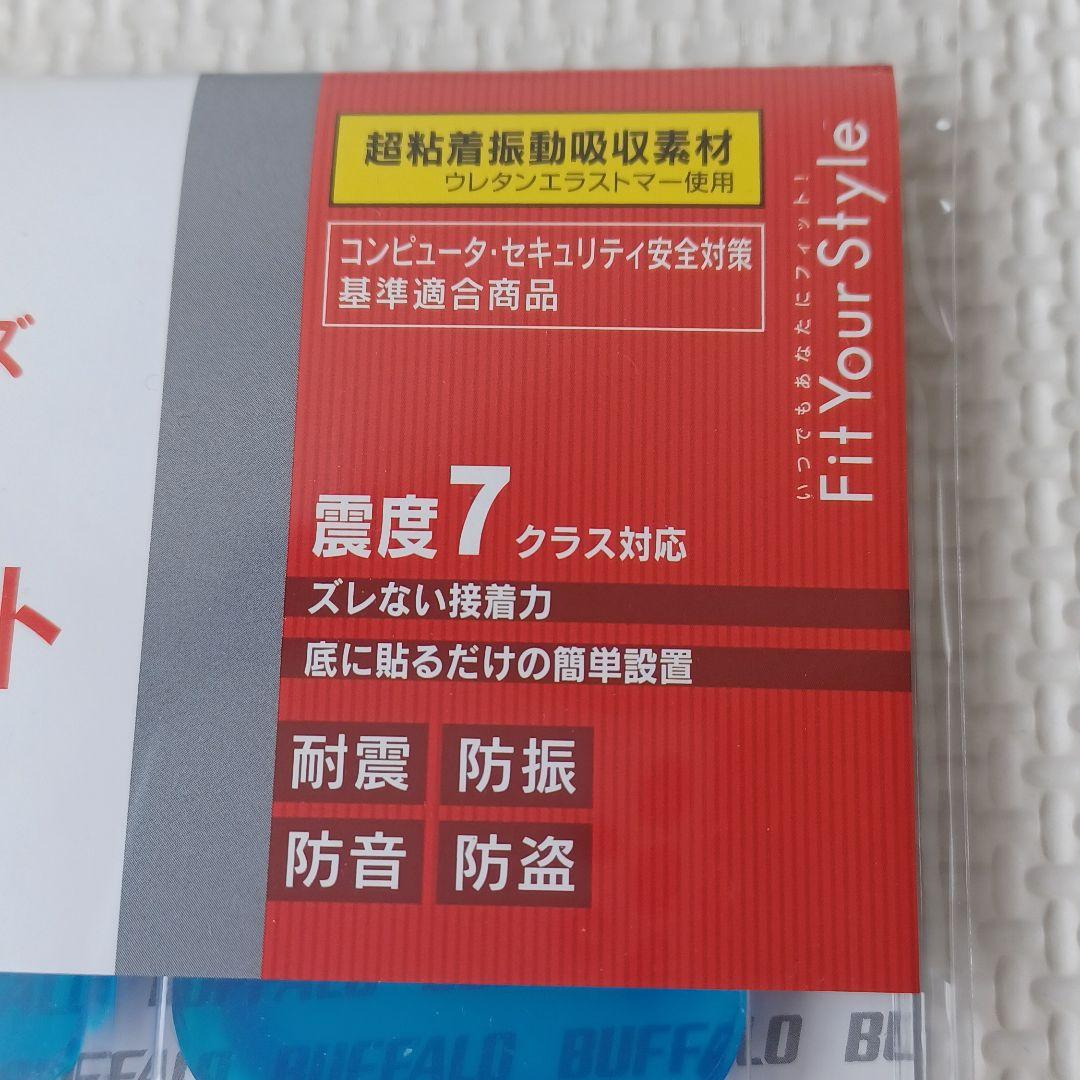 超粘着振動吸収素材
ウレタンエラストマー使用
コンピュータ・セキュリティ安全対策
基準適合商品
いつでもあなたにフィット!
Fit Your Style
ズ
ト
震度7クラス対応
ズレない接着力
底に貼るだけの簡単設置
耐震 防振
防音 防盗
BUFFALO
BUFFALO BUFFALO BU